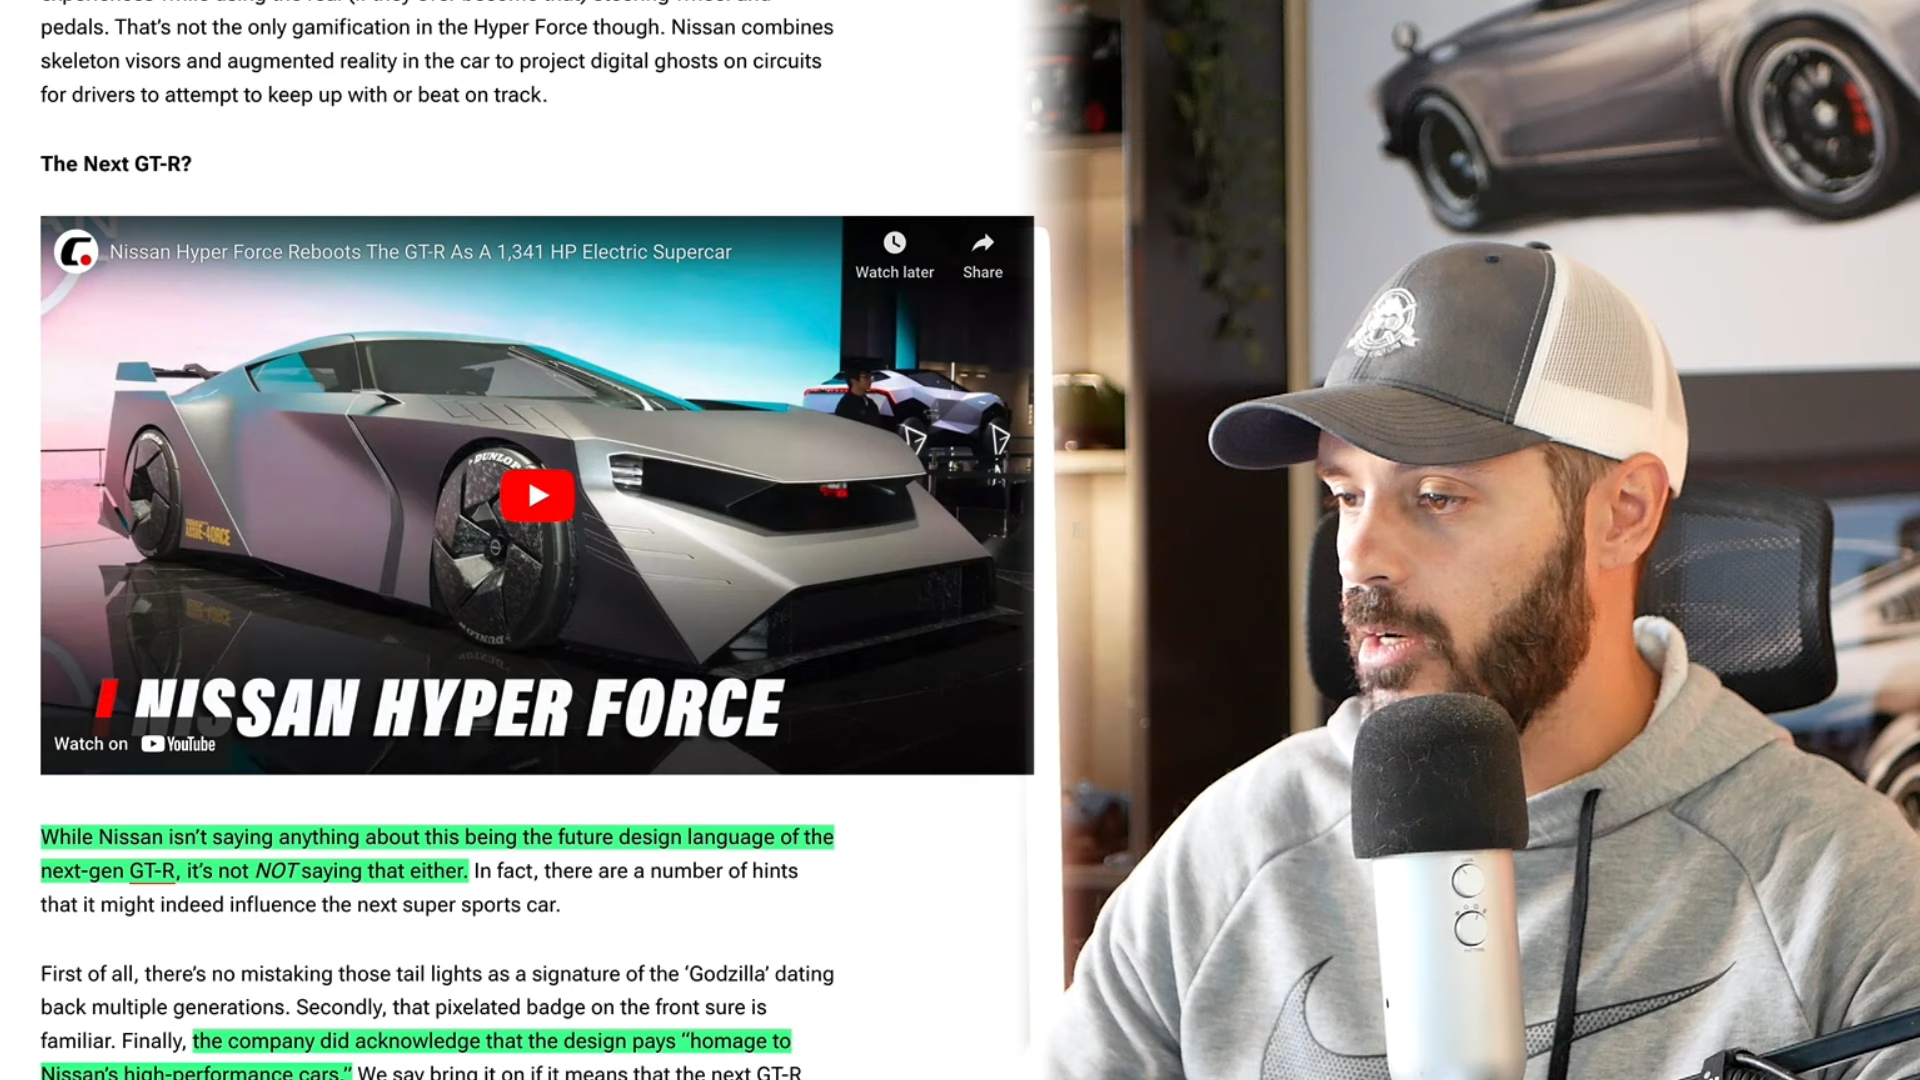 pedals. That’s not the only gamification in the Hyper Force though. Nissan combines
skeleton visors and augmented reality in the car to project digital ghosts on circuits
for drivers to attempt to keep up with or beat on track.
The Next GT-R?
Nissan Hyper Force Reboots The GT-R As A 1,341 HP Electric Supercar
Watch later
Share
DUNLOP
NISSAN HYPER FORCE
Watch on YouTube
While Nissan isn’t saying anything about this being the future design language of the
next-gen GT-R, it’s not NOT saying that either. In fact, there are a number of hints
that it might indeed influence the next super sports car.
First of all, there’s no mistaking those tail lights as a signature of the ‘Godzilla’ dating
back multiple generations. Secondly, that pixelated badge on the front sure is
familiar. Finally, the company did acknowledge that the design pays “homage to
Nissan’s high-performance cars.” We say bring it on if it means that the next GT-R